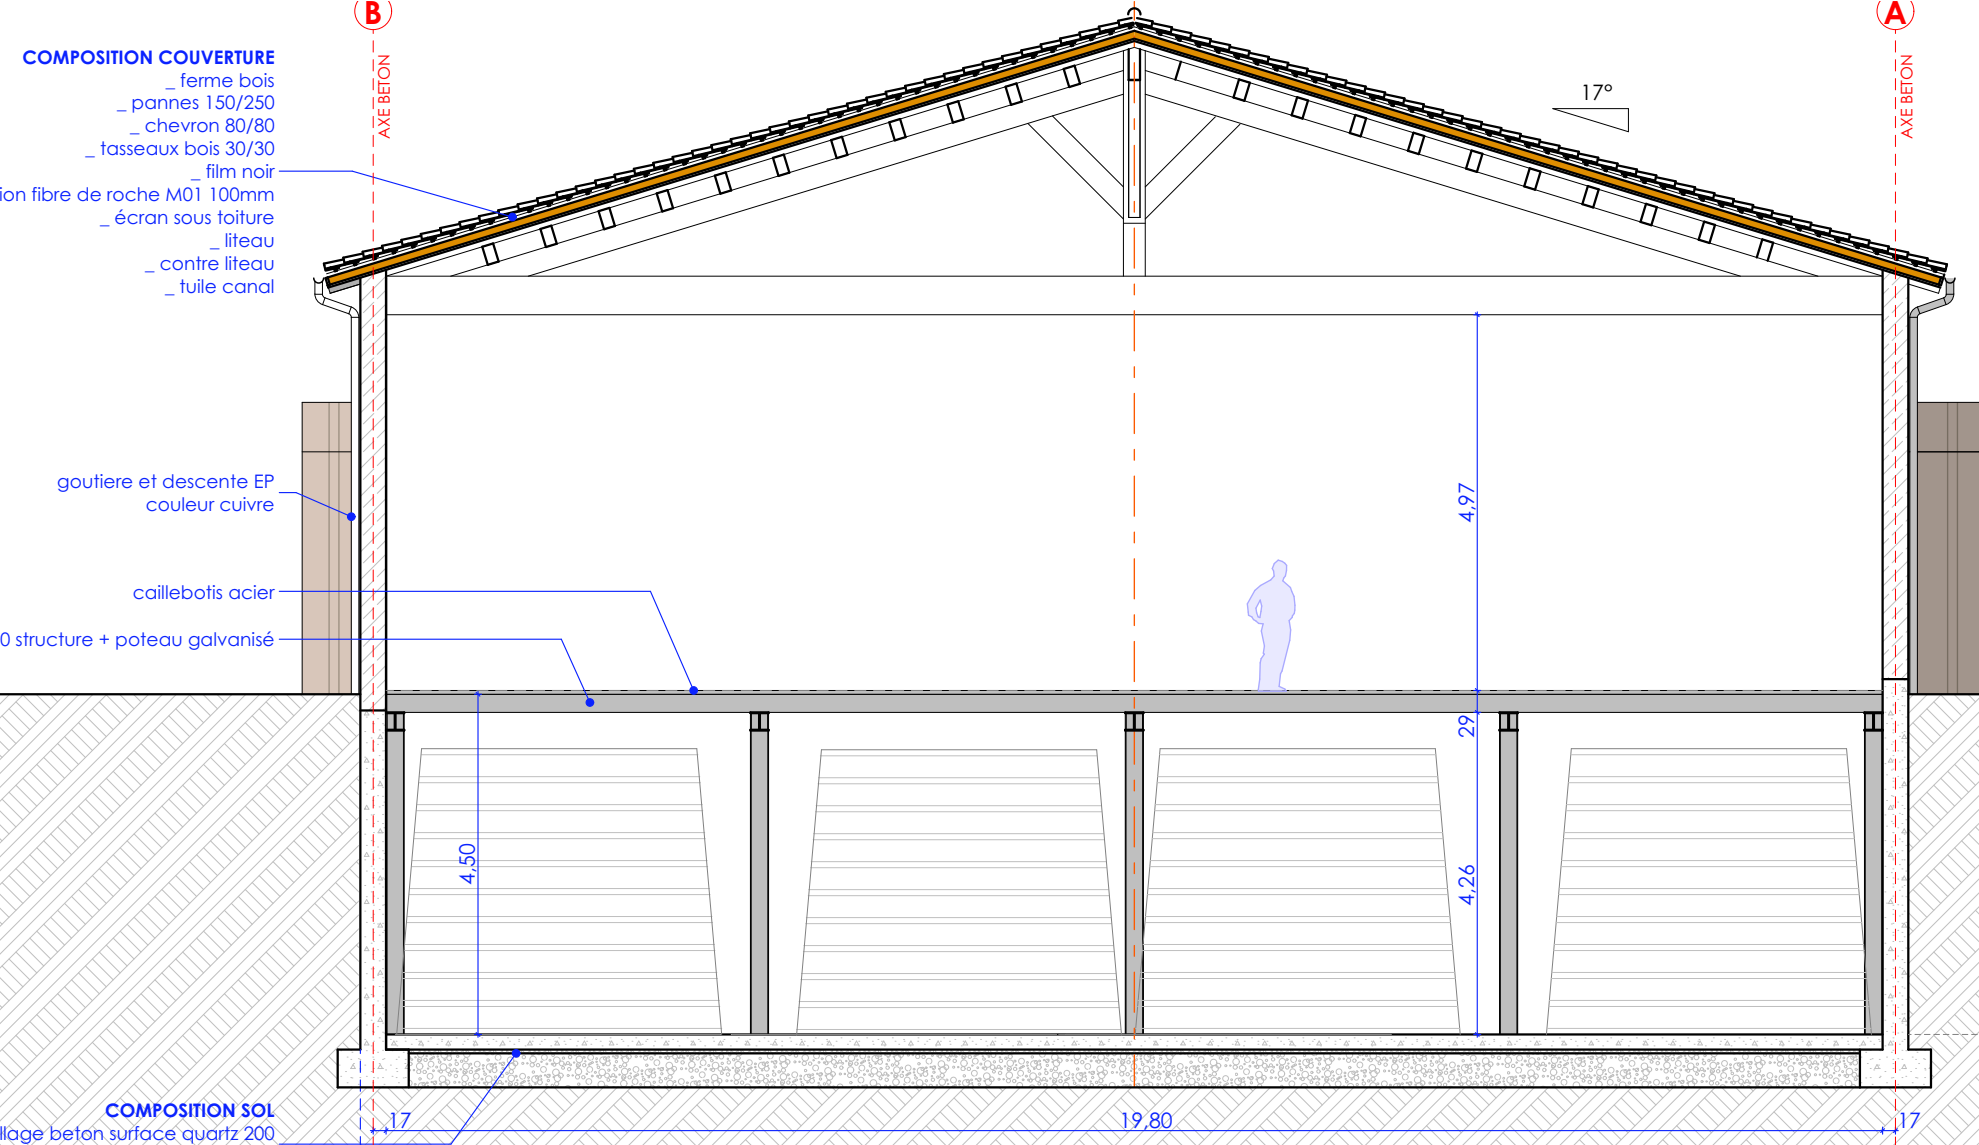 B
A
AXE BETON
AXE BETON
COMPOSITION COUVERTURE
_ ferme bois
_ pannes 150/250
_ chevron 80/80
_ tasseaux bois 30/30
_ film noir
ion fibre de roche M01 100mm
_ écran sous toiture
_ liteau
_ contre liteau
_ tuile canal
17°
goutiere et descente EP
couleur cuivre
caillebotis acier
0 structure + poteau galvanisé
4,97
29
4,50
4,26
COMPOSITION SOL
llage beton surface quartz 200
17
19,80
17